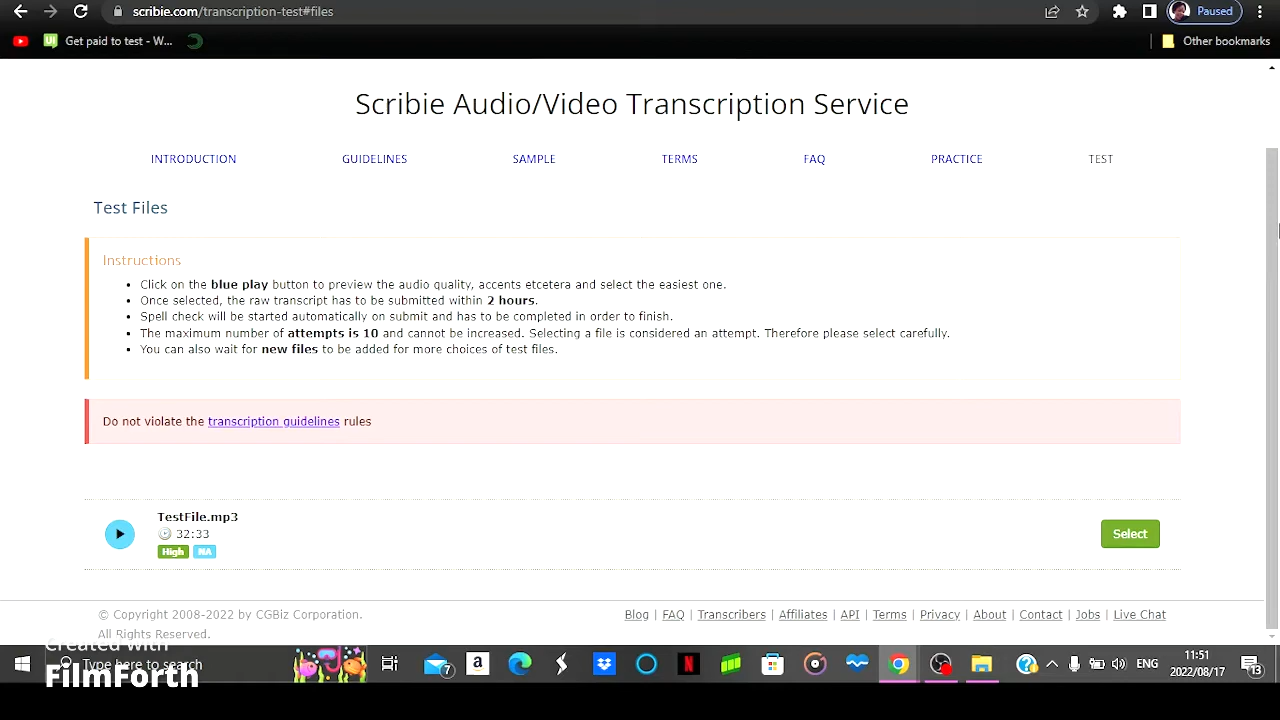 scribie.com/transcription-test#files
Paused
Get paid to test - W...
Other bookmarks
Scribie Audio/Video Transcription Service
INTRODUCTION GUIDELINES SAMPLE TERMS FAQ PRACTICE TEST
Test Files
Instructions
• Click on the blue play button to preview the audio quality, accents etcetera and select the easiest one.
• Once selected, the raw transcript has to be submitted within 2 hours.
• Spell check will be started automatically on submit and has to be completed in order to finish.
• The maximum number of attempts is 10 and cannot be increased. Selecting a file is considered an attempt. Therefore please select carefully.
• You can also wait for new files to be added for more choices of test files.
Do not violate the transcription guidelines rules
TestFile.mp3
32:33
High NA
Select
© Copyright 2008-2022 by CGBiz Corporation.
Blog | FAQ | Transcribers | Affiliates | API | Terms | Privacy | About | Contact | Jobs | Live Chat
All Rights Reserved.
Created with
FilmForth
Type here to search
7
ENG
11:51
2022/08/17
13